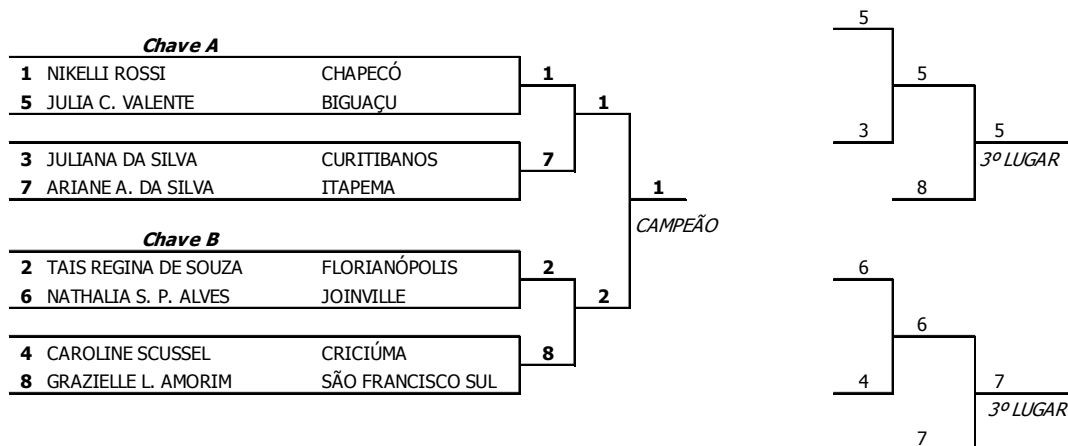 5
Chave A
1 NIKELLI ROSSI CHAPECÓ 1 5
5 JULIA C. VALENTE BIGUAÇU 1
3 JULIANA DA SILVA CURITIBANOS 3 5
7 ARIANE A. DA SILVA ITAPEMA 7 3º LUGAR
1 8
CAMPEÃO
Chave B
2 TAIS REGINA DE SOUZA FLORIANÓPOLIS 2 6
6 NATHALIA S. P. ALVES JOINVILLE 2
6
4 CAROLINE SCUSSEL CRICIÚMA 8
8 GRAZIELLE L. AMORIM SÃO FRANCISCO SUL 4 7
3º LUGAR
7